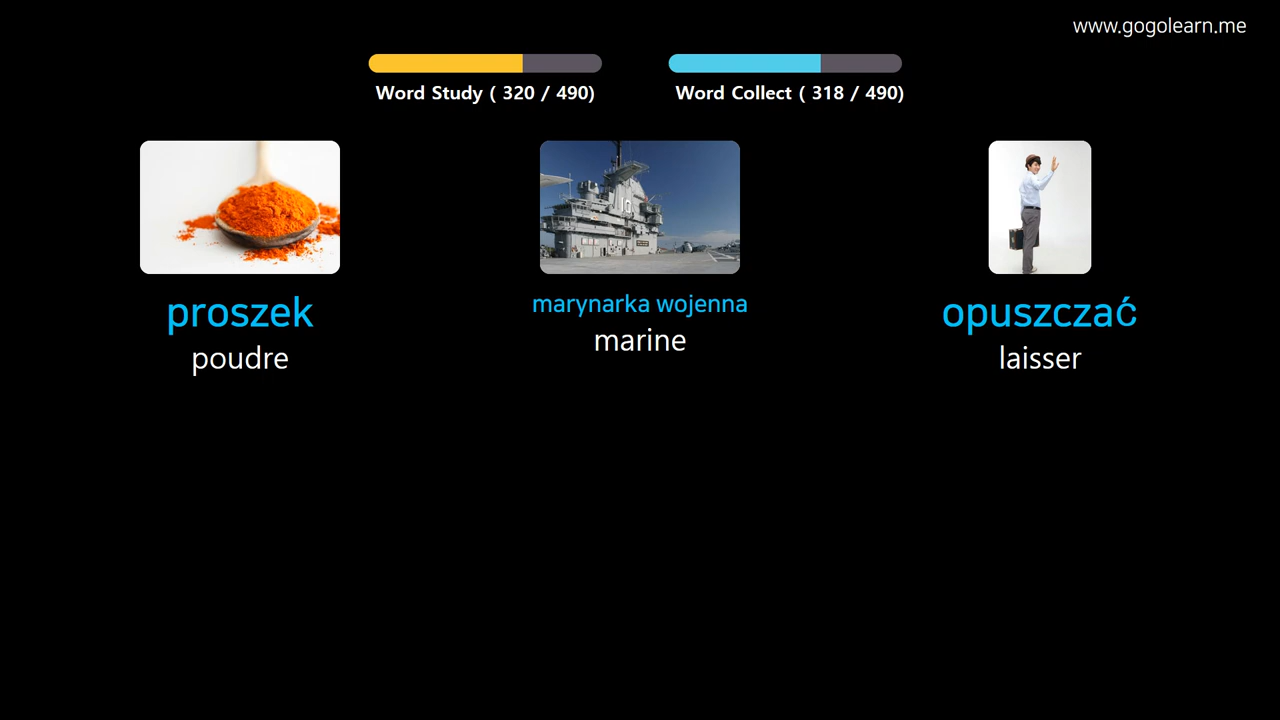 www.gogolearn.me
Word Study ( 320 / 490)
Word Collect ( 318 / 490)
proszek
poudre
marynarka wojenna
marine
opuszczać
laisser